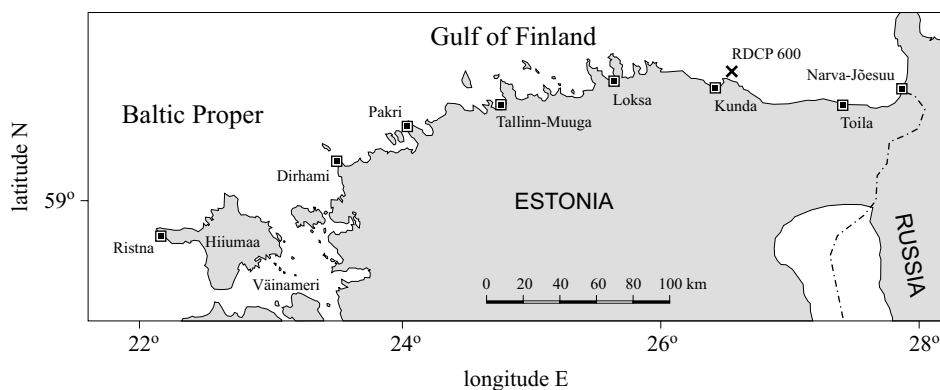 Gulf of Finland
RDCP 600
Narva-Jõesuu
Pakri
Loksa
Kunda
Baltic Proper
Tallinn-Muuga
Toila
Dirhami
latitude N
59º
ESTONIA
RUSSIA
Ristna
Hiiumaa
Väinameri
0 20 40 60 80 100 km
22º 24º 26º 28º
longitude E